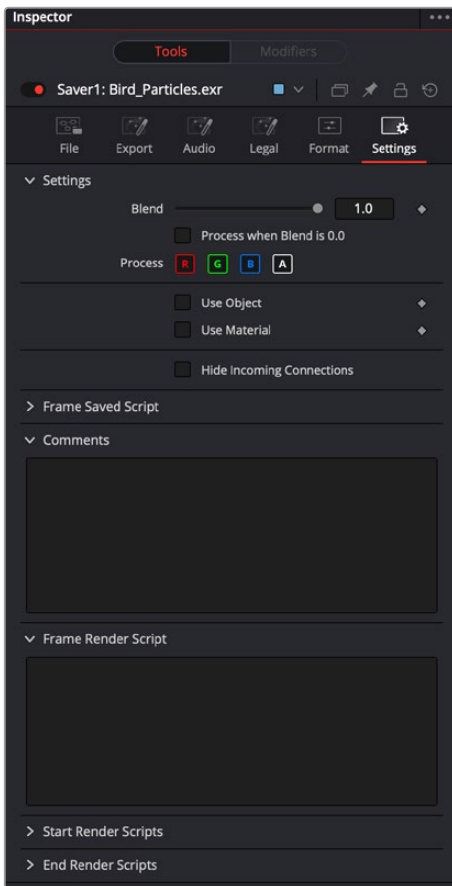 Inspector
Tools Modifiers
Saver1: Bird_Particles.exr
File Export Audio Legal Format Settings
Settings
Blend 1.0
Process when Blend is 0.0
Process R G B A
Use Object
Use Material
Hide Incoming Connections
Frame Saved Script
Comments
Frame Render Script
Start Render Scripts
End Render Scripts